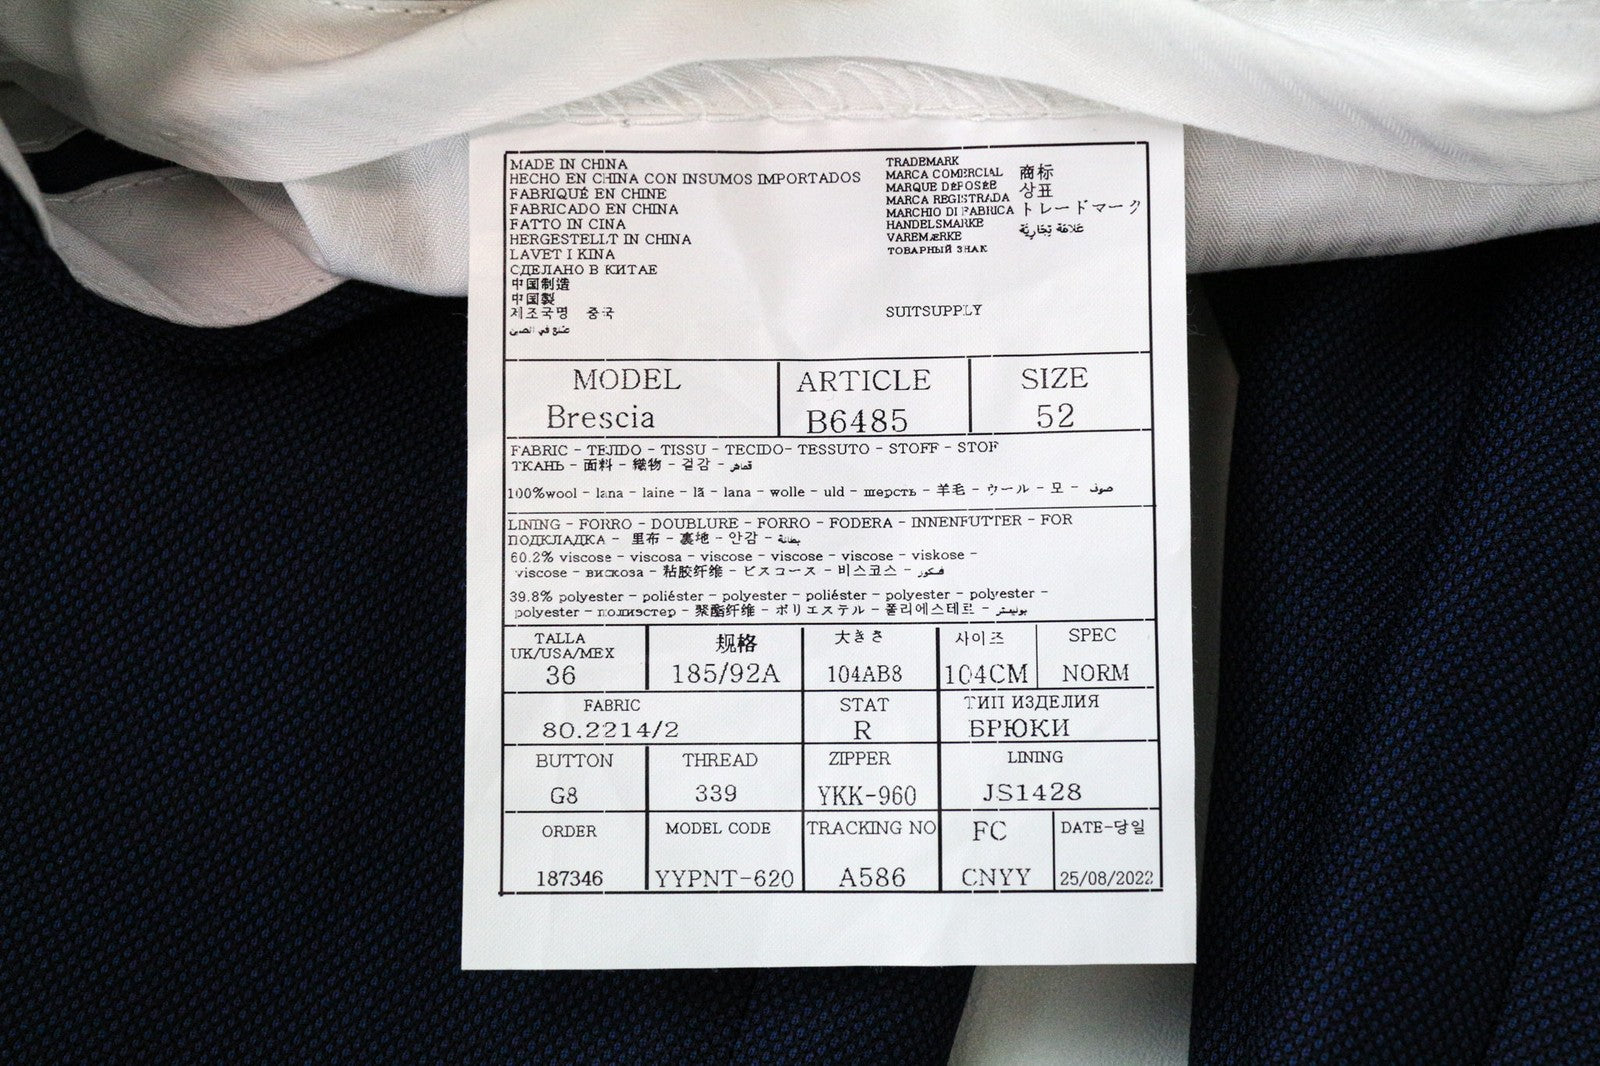 MADE IN CHINA
HECHO EN CHINA CON INSUMOS IMPORTADOS
FABRIQUÉ EN CHINE
FABRICADO EN CHINA
FATTO IN CINA
HERGESTELLT IN CHINA
LAVET I KINA
СДЕЛАНО В КИТАЕ
中国制造
中国製
제조국명 중국
TRADEMARK
MARCA COMERCIAL 商标
MARQUE DÉPOSÉE 상표
MARCA REGISTRADA
MARCHIO DI FABRICA トレードマーク
HANDELSMARKE عَلامَة تِجَارِيَّة
VAREMÆRKE
ТОВАРНЫЙ ЗНАК
SUITSUPPLY
MODEL ARTICLE SIZE
Brescia B6485 52
FABRIC - TEJIDO - TISSU - TECIDO- TESSUTO - STOFF - STOF
ТКАНЬ - 面料 - 織物 - 겉감 - قماش
100%wool - lana - laine - lã - lana - wolle - uld - шерсть - 羊毛 - ウール - 모 - صوف
LINING - FORRO - DOUBLURE - FORRO - FODERA - INNENFUTTER - FOR
ПОДКЛАДКА - 里布 - 裏地 - 안감 - بطانة
60.2% viscose - viscosa - viscose - viscose - viscose - viskose -
viscose - вискоза - 粘胶纤维 - ビスコース - 비스코스 - فسكوز
39.8% polyester - poliéster - polyester - poliéster - polyester - polyester -
polyester - полиэстер - 聚酯纤维 - ポリエステル - 폴리에스테르 -
TALLA 规格 大きさ 사이즈 SPEC
UK/USA/MEX
36 185/92A 104AB8 104CM NORM
FABRIC STAT ТИП ИЗДЕЛИЯ
80.2214/2 R БРЮКИ
BUTTON THREAD ZIPPER LINING
G8 339 YKK-960 JS1428
ORDER MODEL CODE TRACKING NO FC DATE-당일
187346 YYPNT-620 A586 CNYY 25/08/2022